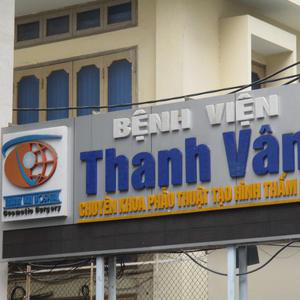 BỆNH VIỆN
Thanh Vân
CHUYÊN KHOA PHẪU THUẬT TẠO HÌNH THẨM
Cosmetic Surgery